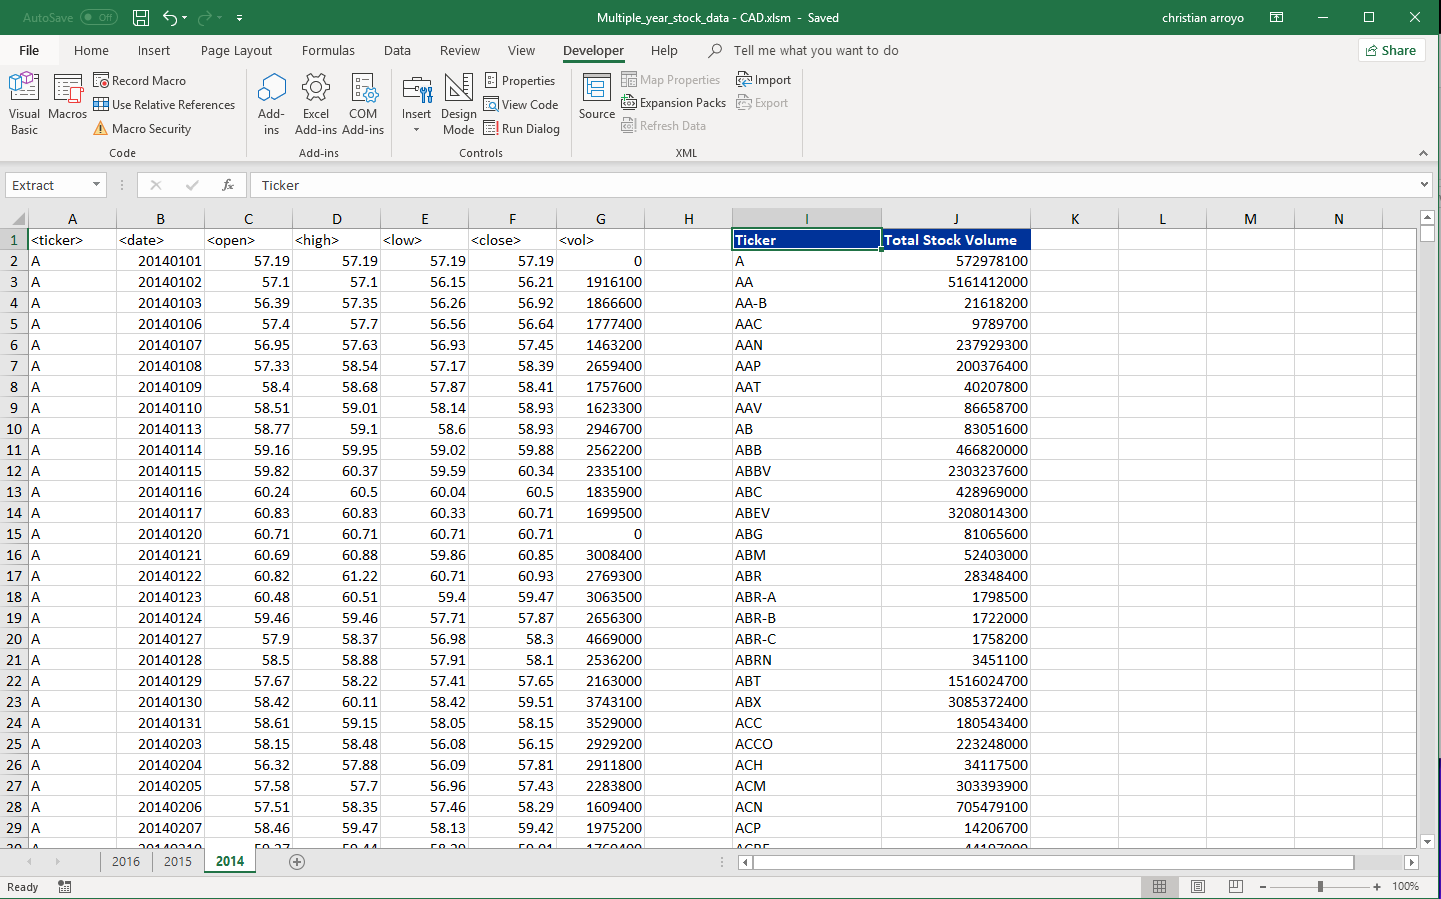 AutoSave Off Multiple_year_stock_data - CAD.xlsm - Saved christian arroyo
File Home Insert Page Layout Formulas Data Review View Developer Help Tell me what you want to do Share
Visual Basic
Macros
Record Macro
Use Relative References
Macro Security
Code
Add-ins
Excel Add-ins
COM Add-ins
Add-ins
Insert
Design Mode
Properties
View Code
Run Dialog
Controls
Source
Map Properties
Expansion Packs
Refresh Data
Import
Export
XML
Extract fx Ticker
A B C D E F G H I J K L M N
1 <ticker> <date> <open> <high> <low> <close> <vol> Ticker Total Stock Volume
2 A 20140101 57.19 57.19 57.19 57.19 0 A 572978100
3 A 20140102 57.1 57.1 56.15 56.21 1916100 AA 5161412000
4 A 20140103 56.39 57.35 56.26 56.92 1866600 AA-B 21618200
5 A 20140106 57.4 57.7 56.56 56.64 1777400 AAC 9789700
6 A 20140107 56.95 57.63 56.93 57.45 1463200 AAN 237929300
7 A 20140108 57.33 58.54 57.17 58.39 2659400 AAP 200376400
8 A 20140109 58.4 58.68 57.87 58.41 1757600 AAT 40207800
9 A 20140110 58.51 59.01 58.14 58.93 1623300 AAV 86658700
10 A 20140113 58.77 59.1 58.6 58.93 2946700 AB 83051600
11 A 20140114 59.16 59.95 59.02 59.88 2562200 ABB 466820000
12 A 20140115 59.82 60.37 59.59 60.34 2335100 ABBV 2303237600
13 A 20140116 60.24 60.5 60.04 60.5 1835900 ABC 428969000
14 A 20140117 60.83 60.83 60.33 60.71 1699500 ABEV 3208014300
15 A 20140120 60.71 60.71 60.71 60.71 0 ABG 81065600
16 A 20140121 60.69 60.88 59.86 60.85 3008400 ABM 52403000
17 A 20140122 60.82 61.22 60.71 60.93 2769300 ABR 28348400
18 A 20140123 60.48 60.51 59.4 59.47 3063500 ABR-A 1798500
19 A 20140124 59.46 59.46 57.71 57.87 2656300 ABR-B 1722000
20 A 20140127 57.9 58.37 56.98 58.3 4669000 ABR-C 1758200
21 A 20140128 58.5 58.88 57.91 58.1 2536200 ABRN 3451100
22 A 20140129 57.67 58.22 57.41 57.65 2163000 ABT 1516024700
23 A 20140130 58.42 60.11 58.42 59.51 3743100 ABX 3085372400
24 A 20140131 58.61 59.15 58.05 58.15 3529000 ACC 180543400
25 A 20140203 58.15 58.48 56.08 56.15 2929200 ACCO 223248000
26 A 20140204 56.32 57.88 56.09 57.81 2911800 ACH 34117500
27 A 20140205 57.58 57.7 56.96 57.43 2283800 ACM 303393900
28 A 20140206 57.51 58.35 57.46 58.29 1609400 ACN 705479100
29 A 20140207 58.46 59.47 58.13 59.42 1975200 ACP 14206700
2016 2015 2014
Ready 100%